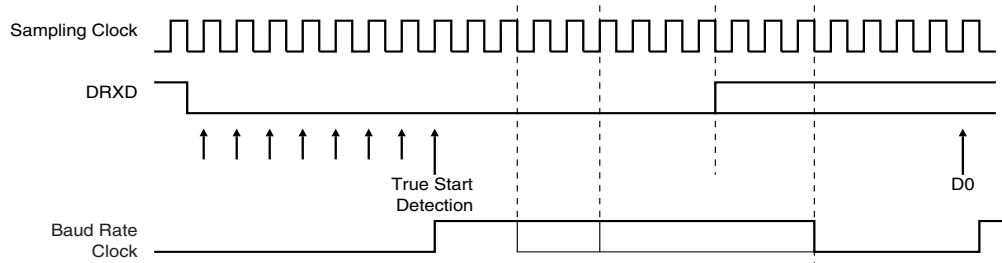 Sampling Clock
DRXD
True Start
Detection
D0
Baud Rate
Clock